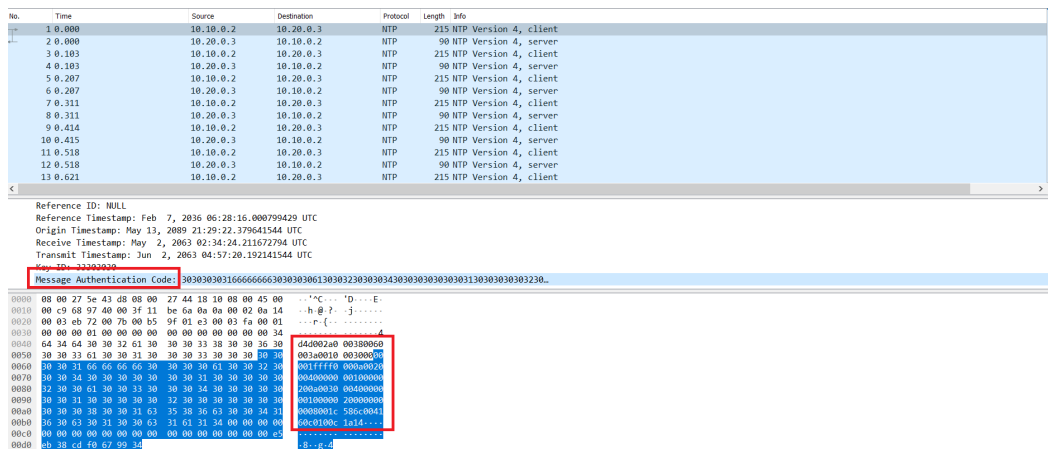 No. Time Source Destination Protocol Length Info
1 0.000 10.10.0.2 10.20.0.3 NTP 215 NTP Version 4, client
2 0.000 10.20.0.3 10.10.0.2 NTP 90 NTP Version 4, server
3 0.103 10.10.0.2 10.20.0.3 NTP 215 NTP Version 4, client
4 0.103 10.20.0.3 10.10.0.2 NTP 90 NTP Version 4, server
5 0.207 10.10.0.2 10.20.0.3 NTP 215 NTP Version 4, client
6 0.207 10.20.0.3 10.10.0.2 NTP 90 NTP Version 4, server
7 0.311 10.10.0.2 10.20.0.3 NTP 215 NTP Version 4, client
8 0.311 10.20.0.3 10.10.0.2 NTP 90 NTP Version 4, server
9 0.414 10.10.0.2 10.20.0.3 NTP 215 NTP Version 4, client
10 0.415 10.20.0.3 10.10.0.2 NTP 90 NTP Version 4, server
11 0.518 10.10.0.2 10.20.0.3 NTP 215 NTP Version 4, client
12 0.518 10.20.0.3 10.10.0.2 NTP 90 NTP Version 4, server
13 0.621 10.10.0.2 10.20.0.3 NTP 215 NTP Version 4, client
Reference ID: NULL
Reference Timestamp: Feb 7, 2036 06:28:16.000799429 UTC
Origin Timestamp: May 13, 2089 21:29:22.379641544 UTC
Receive Timestamp: May 2, 2063 02:34:24.211672794 UTC
Transmit Timestamp: Jun 2, 2063 04:57:20.192141544 UTC
Key ID:
Message Authentication Code: 3030303031666666663030303061303032303030343030303030303030313030303030303230…
0000 08 00 27 5e 43 d8 08 00 27 44 18 10 08 00 45 00 ··'^C··· 'D····E·
0010 00 c9 68 97 40 00 3f 11 be 6a 0a 0a 00 02 0a 14 ··h·@·?· ·j······
0020 00 03 eb 72 00 7b 00 b5 9f 01 e3 00 03 fa 00 01 ···r·{·· ········
0030 00 00 00 01 00 00 00 00 00 00 00 00 00 00 00 34 ········ ·······4
0040 64 34 64 30 30 32 61 30 30 30 33 38 30 30 36 30 d4d002a0 00380060
0050 30 30 33 61 30 30 31 30 30 30 33 30 30 30 30 30 003a0010 00300000
0060 30 30 31 66 66 66 66 30 30 30 30 61 30 30 32 30 001ffff0 000a0020
0070 30 30 34 30 30 30 30 30 30 30 31 30 30 30 30 30 00400000 00100000
0080 32 30 30 61 30 30 33 30 30 30 34 30 30 30 30 30 200a0030 00400000
0090 30 30 31 30 30 30 30 30 32 30 30 30 30 30 30 30 00100000 20000000
00a0 30 30 30 38 30 30 31 63 35 38 36 63 30 30 34 31 0008001c 586c0041
00b0 36 30 63 30 31 30 30 63 31 61 31 34 00 00 00 00 60c0100c 1a14····
00c0 00 00 00 00 00 00 00 00 00 00 00 00 00 00 00 e5 ········ ········
00d0 eb 38 cd f0 67 99 34 ·8··g·4